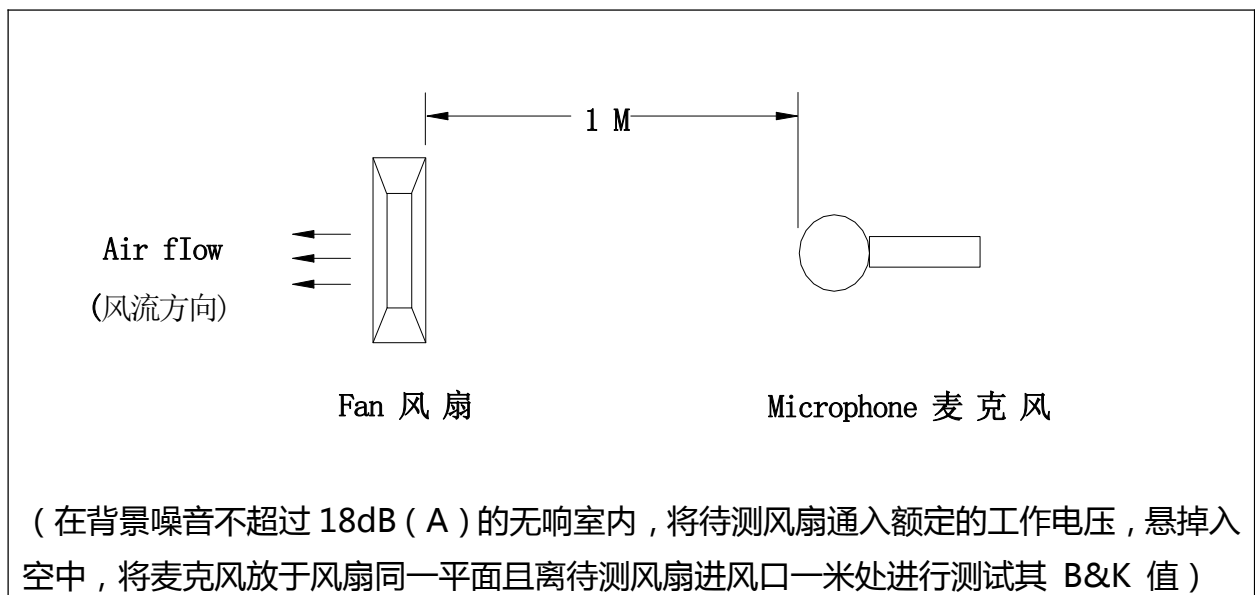 1 M
Air flow
(风流方向)
Fan 风 扇
Microphone 麦 克 风
(在背景噪音不超过 18dB(A)的无响室内,将待测风扇通入额定的工作电压,悬掉入
空中,将麦克风放于风扇同一平面且离待测风扇进风口一米处进行测试其 B&K 值)